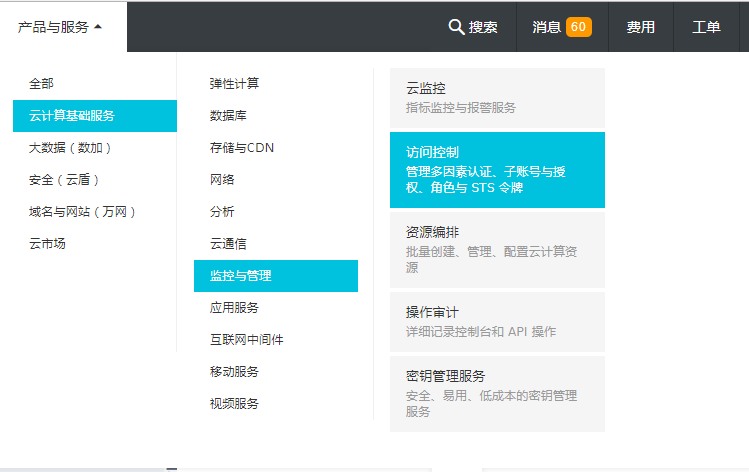 产品与服务
搜索
消息 60
费用
工单
全部
云计算基础服务
大数据（数加）
安全（云盾）
域名与网站（万网）
云市场
弹性计算
数据库
存储与CDN
网络
分析
云通信
监控与管理
应用服务
互联网中间件
移动服务
视频服务
云监控
指标监控与报警服务
访问控制
管理多因素认证、子账号与授
权、角色与 STS 令牌
资源编排
批量创建、管理、配置云计算资
源
操作审计
详细记录控制台和 API 操作
密钥管理服务
安全、易用、低成本的密钥管理
服务